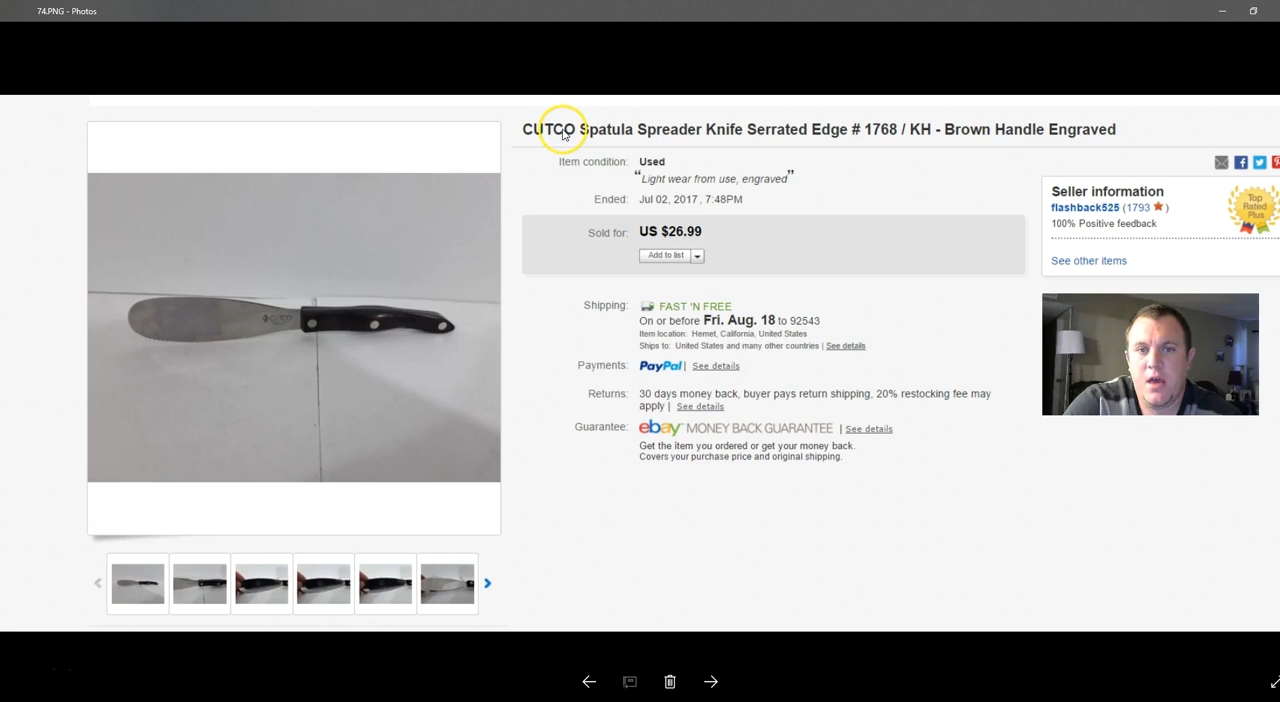 74.PNG - Photos
CUTCO Spatula Spreader Knife Serrated Edge # 1768 / KH - Brown Handle Engraved
Item condition: Used
“Light wear from use, engraved”
Ended: Jul 02, 2017 , 7:48PM
Sold for: US $26.99
Add to list
Shipping: FAST 'N FREE
On or before Fri. Aug. 18 to 92543
Item location: Hemet, California, United States
Ships to: United States and many other countries | See details
Payments: PayPal | See details
Returns: 30 days money back, buyer pays return shipping, 20% restocking fee may
apply | See details
Guarantee: ebay MONEY BACK GUARANTEE | See details
Get the item you ordered or get your money back.
Covers your purchase price and original shipping.
Seller information
flashback525 (1793 )
100% Positive feedback
Top
Rated
Plus
See other items
CUTCO